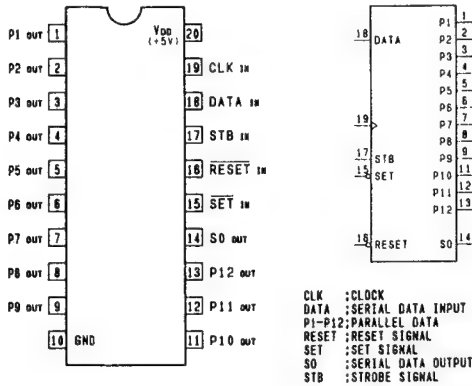 P1 OUT 1
P2 OUT 2
P3 OUT 3
P4 OUT 4
P5 OUT 5
P6 OUT 6
P7 OUT 7
P8 OUT 8
P9 OUT 9
10 GND
VDD 20
(+5V)
19 CLK IN
18 DATA IN
17 STB IN
16 RESET IN
15 SET IN
14 SO OUT
13 P12 OUT
12 P11 OUT
11 P10 OUT
P1 1
18 DATA P2 2
P3 3
P4 4
P5 5
P6 6
19 P7 7
P8 8
17 STB P9 9
15 SET P10 11
P11 12
P12 13
16 RESET SO 14
CLK :CLOCK
DATA :SERIAL DATA INPUT
P1-P12:PARALLEL DATA
RESET :RESET SIGNAL
SET :SET SIGNAL
SO :SERIAL DATA OUTPUT
STB :STROBE SIGNAL